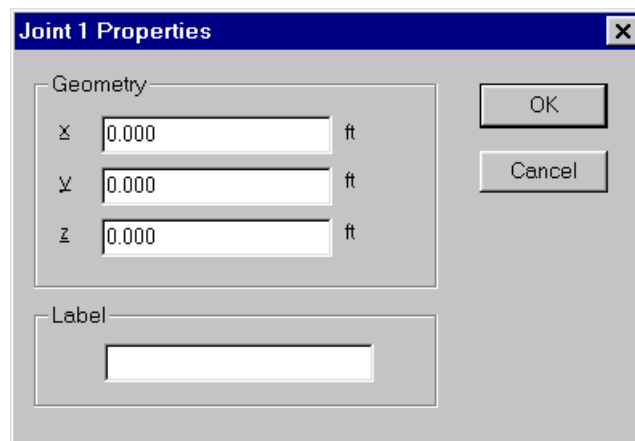 Joint 1 Properties
Geometry
x 0.000 ft
y 0.000 ft
z 0.000 ft
OK
Cancel
Label